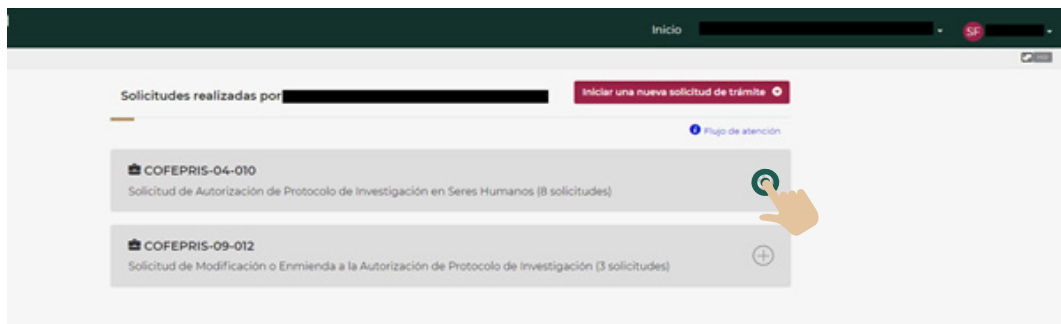 Inicio
SF
Solicitudes realizadas por
Iniciar una nueva solicitud de trámite
Flujo de atención
COFEPRIS-04-010
Solicitud de Autorización de Protocolo de Investigación en Seres Humanos (8 solicitudes)
COFEPRIS-09-012
Solicitud de Modificación o Enmienda a la Autorización de Protocolo de Investigación (3 solicitudes)